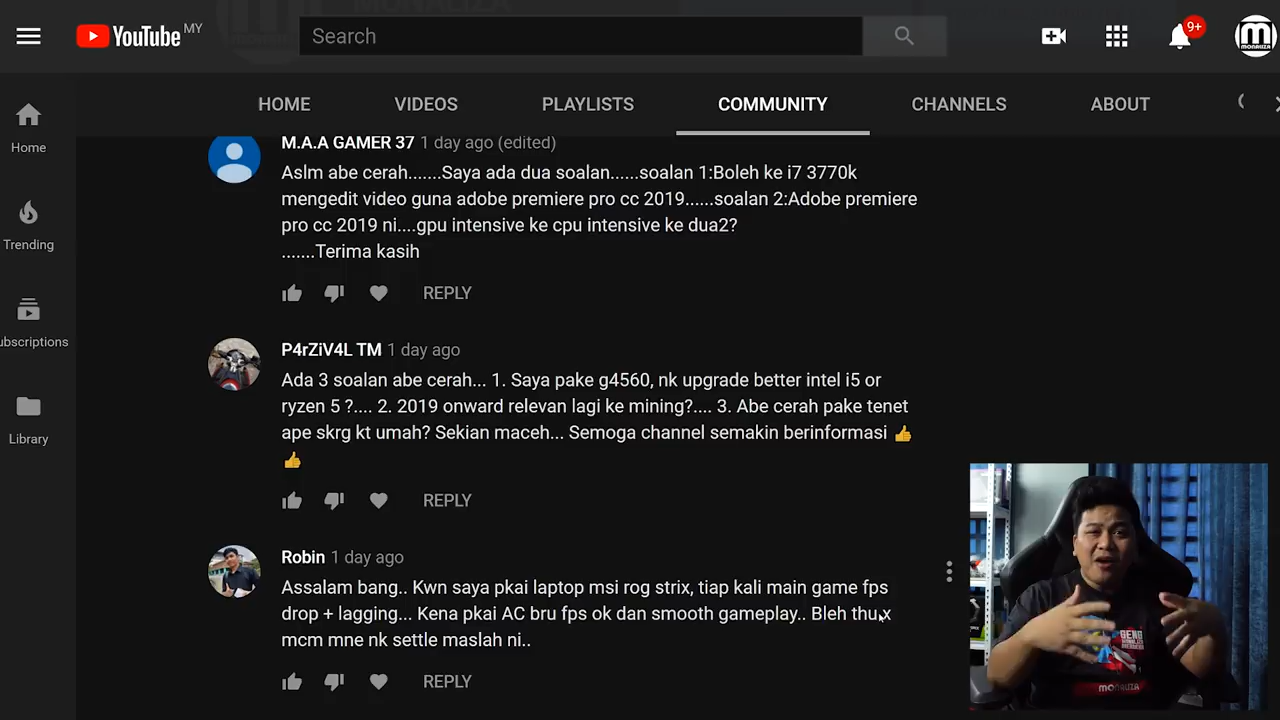 YouTube MY
Search
9+
HOME
VIDEOS
PLAYLISTS
COMMUNITY
CHANNELS
ABOUT
Home
Trending
ubscriptions
Library
M.A.A GAMER 37 1 day ago (edited)
Aslm abe cerah.......Saya ada dua soalan......soalan 1:Boleh ke i7 3770k
mengedit video guna adobe premiere pro cc 2019......soalan 2:Adobe premiere
pro cc 2019 ni....gpu intensive ke cpu intensive ke dua2?
.......Terima kasih
REPLY
P4rZiV4L TM 1 day ago
Ada 3 soalan abe cerah... 1. Saya pake g4560, nk upgrade better intel i5 or
ryzen 5 ?.... 2. 2019 onward relevan lagi ke mining?.... 3. Abe cerah pake tenet
ape skrg kt umah? Sekian maceh... Semoga channel semakin berinformasi 👍
👍
REPLY
Robin 1 day ago
Assalam bang.. Kwn saya pkai laptop msi rog strix, tiap kali main game fps
drop + lagging... Kena pkai AC bru fps ok dan smooth gameplay.. Bleh
mcm mne nk settle maslah ni..
REPLY
GENG
MONALIZA
MONALIZA